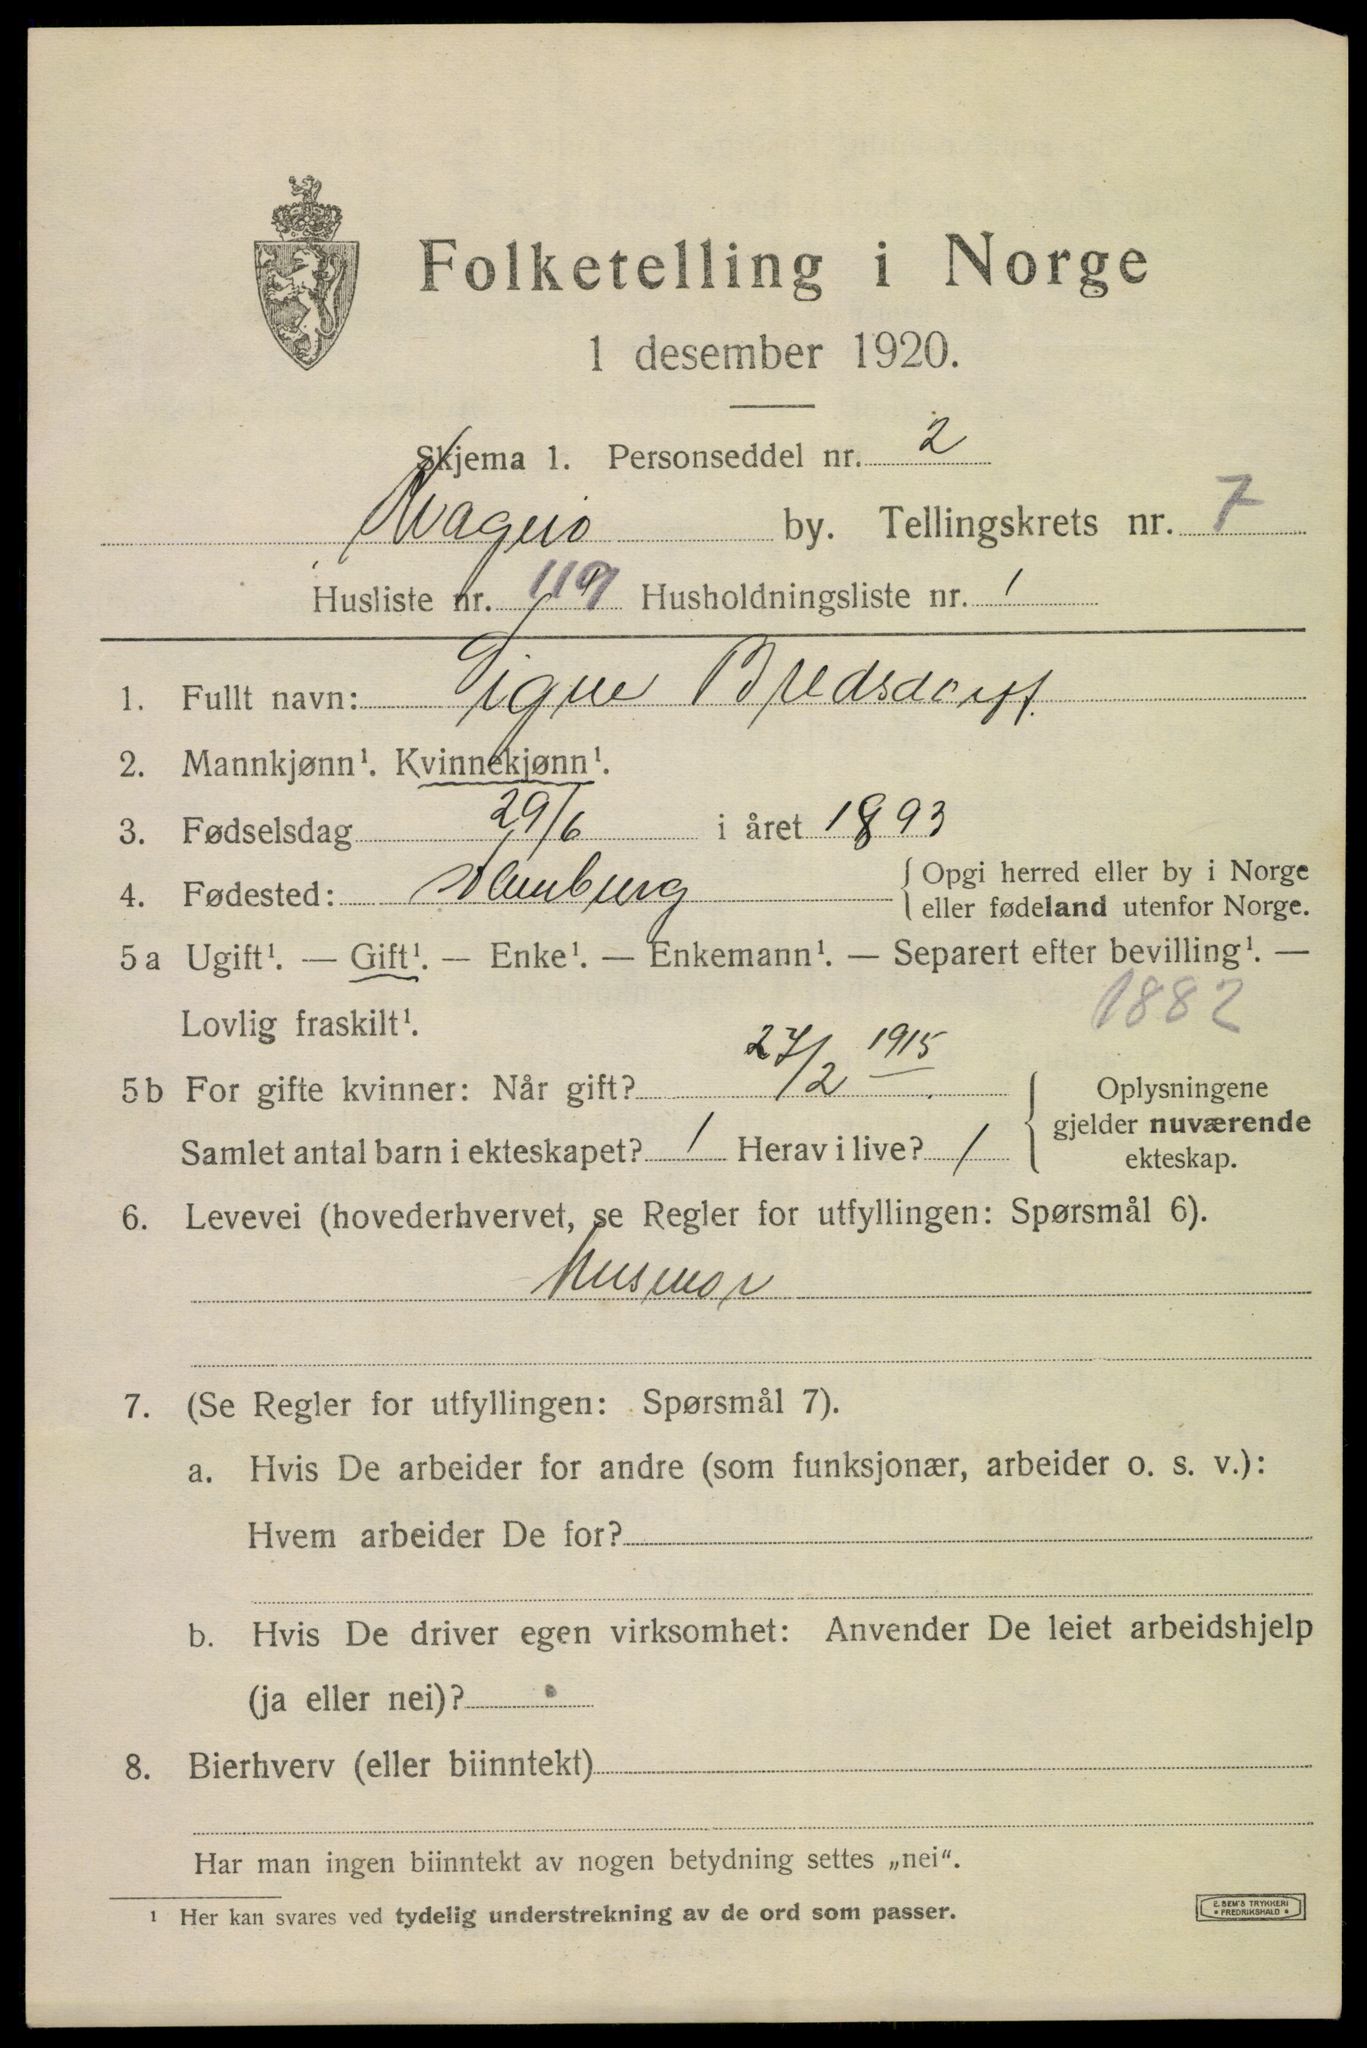 Folketelling i Norge
1 desember 1920.
Skjema 1. Personseddel nr. 2
Kragerø by. Tellingskrets nr. 7
Husliste nr. 119 Husholdningsliste nr. 1
1. Fullt navn: Signe Bredsdorff.
2. Mannkjønn¹. Kvinnekjønn¹.
3. Fødselsdag 29/6 i året 1893
4. Fødested: { Opgi herred eller by i Norge
eller fødeland utenfor Norge.
5 a Ugift¹. — Gift¹. — Enke¹. — Enkemann¹. — Separert efter bevilling¹. —
Lovlig fraskilt¹. 1882
5 b For gifte kvinner: Når gift? 27/2 1915
Samlet antal barn i ekteskapet? 1 Herav i live? 1
{ Oplysningene
gjelder nuværende
ekteskap.
6. Levevei (hovederhvervet, se Regler for utfyllingen: Spørsmål 6).
Husmor
7. (Se Regler for utfyllingen: Spørsmål 7).
a. Hvis De arbeider for andre (som funksjonær, arbeider o. s. v.):
Hvem arbeider De for?
b. Hvis De driver egen virksomhet: Anvender De leiet arbeidshjelp
(ja eller nei)?
8. Bierhverv (eller biinntekt)
Har man ingen biinntekt av nogen betydning settes „nei“.
¹ Her kan svares ved tydelig understrekning av de ord som passer.
E. SEM'S TRYKKERI
• FREDRIKSHALD •